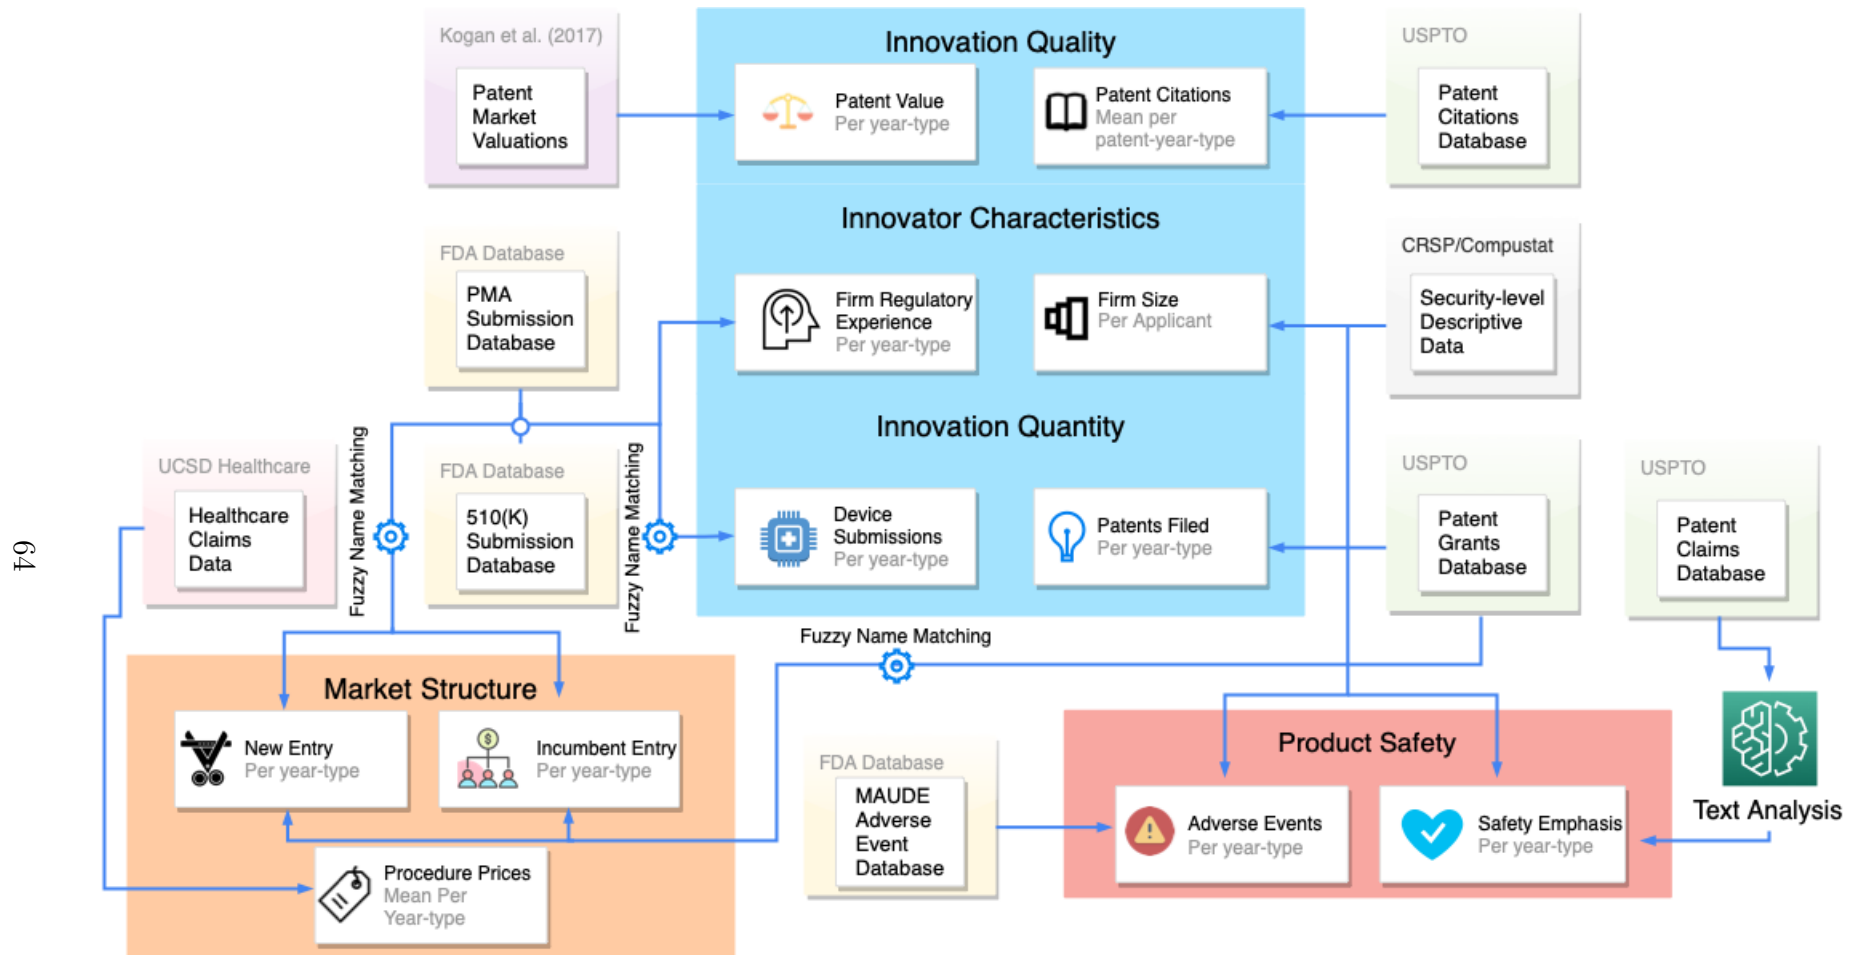 Kogan et al. (2017)
Patent
Market
Valuations
Innovation Quality
Patent Value
Per year-type
Patent Citations
Mean per
patent-year-type
USPTO
Patent
Citations
Database
Innovator Characteristics
FDA Database
PMA
Submission
Database
Firm Regulatory
Experience
Per year-type
Firm Size
Per Applicant
CRSP/Compustat
Security-level
Descriptive
Data
Innovation Quantity
UCSD Healthcare
Healthcare
Claims
Data
Fuzzy Name Matching
FDA Database
510(K)
Submission
Database
Fuzzy Name Matching
Device
Submissions
Per year-type
Patents Filed
Per year-type
USPTO
Patent
Grants
Database
USPTO
Patent
Claims
Database
64
Fuzzy Name Matching
Market Structure
$
New Entry
Per year-type
Incumbent Entry
Per year-type
Procedure Prices
Mean Per
Year-type
FDA Database
MAUDE
Adverse
Event
Database
Product Safety
Adverse Events
Per year-type
Safety Emphasis
Per year-type
Text Analysis